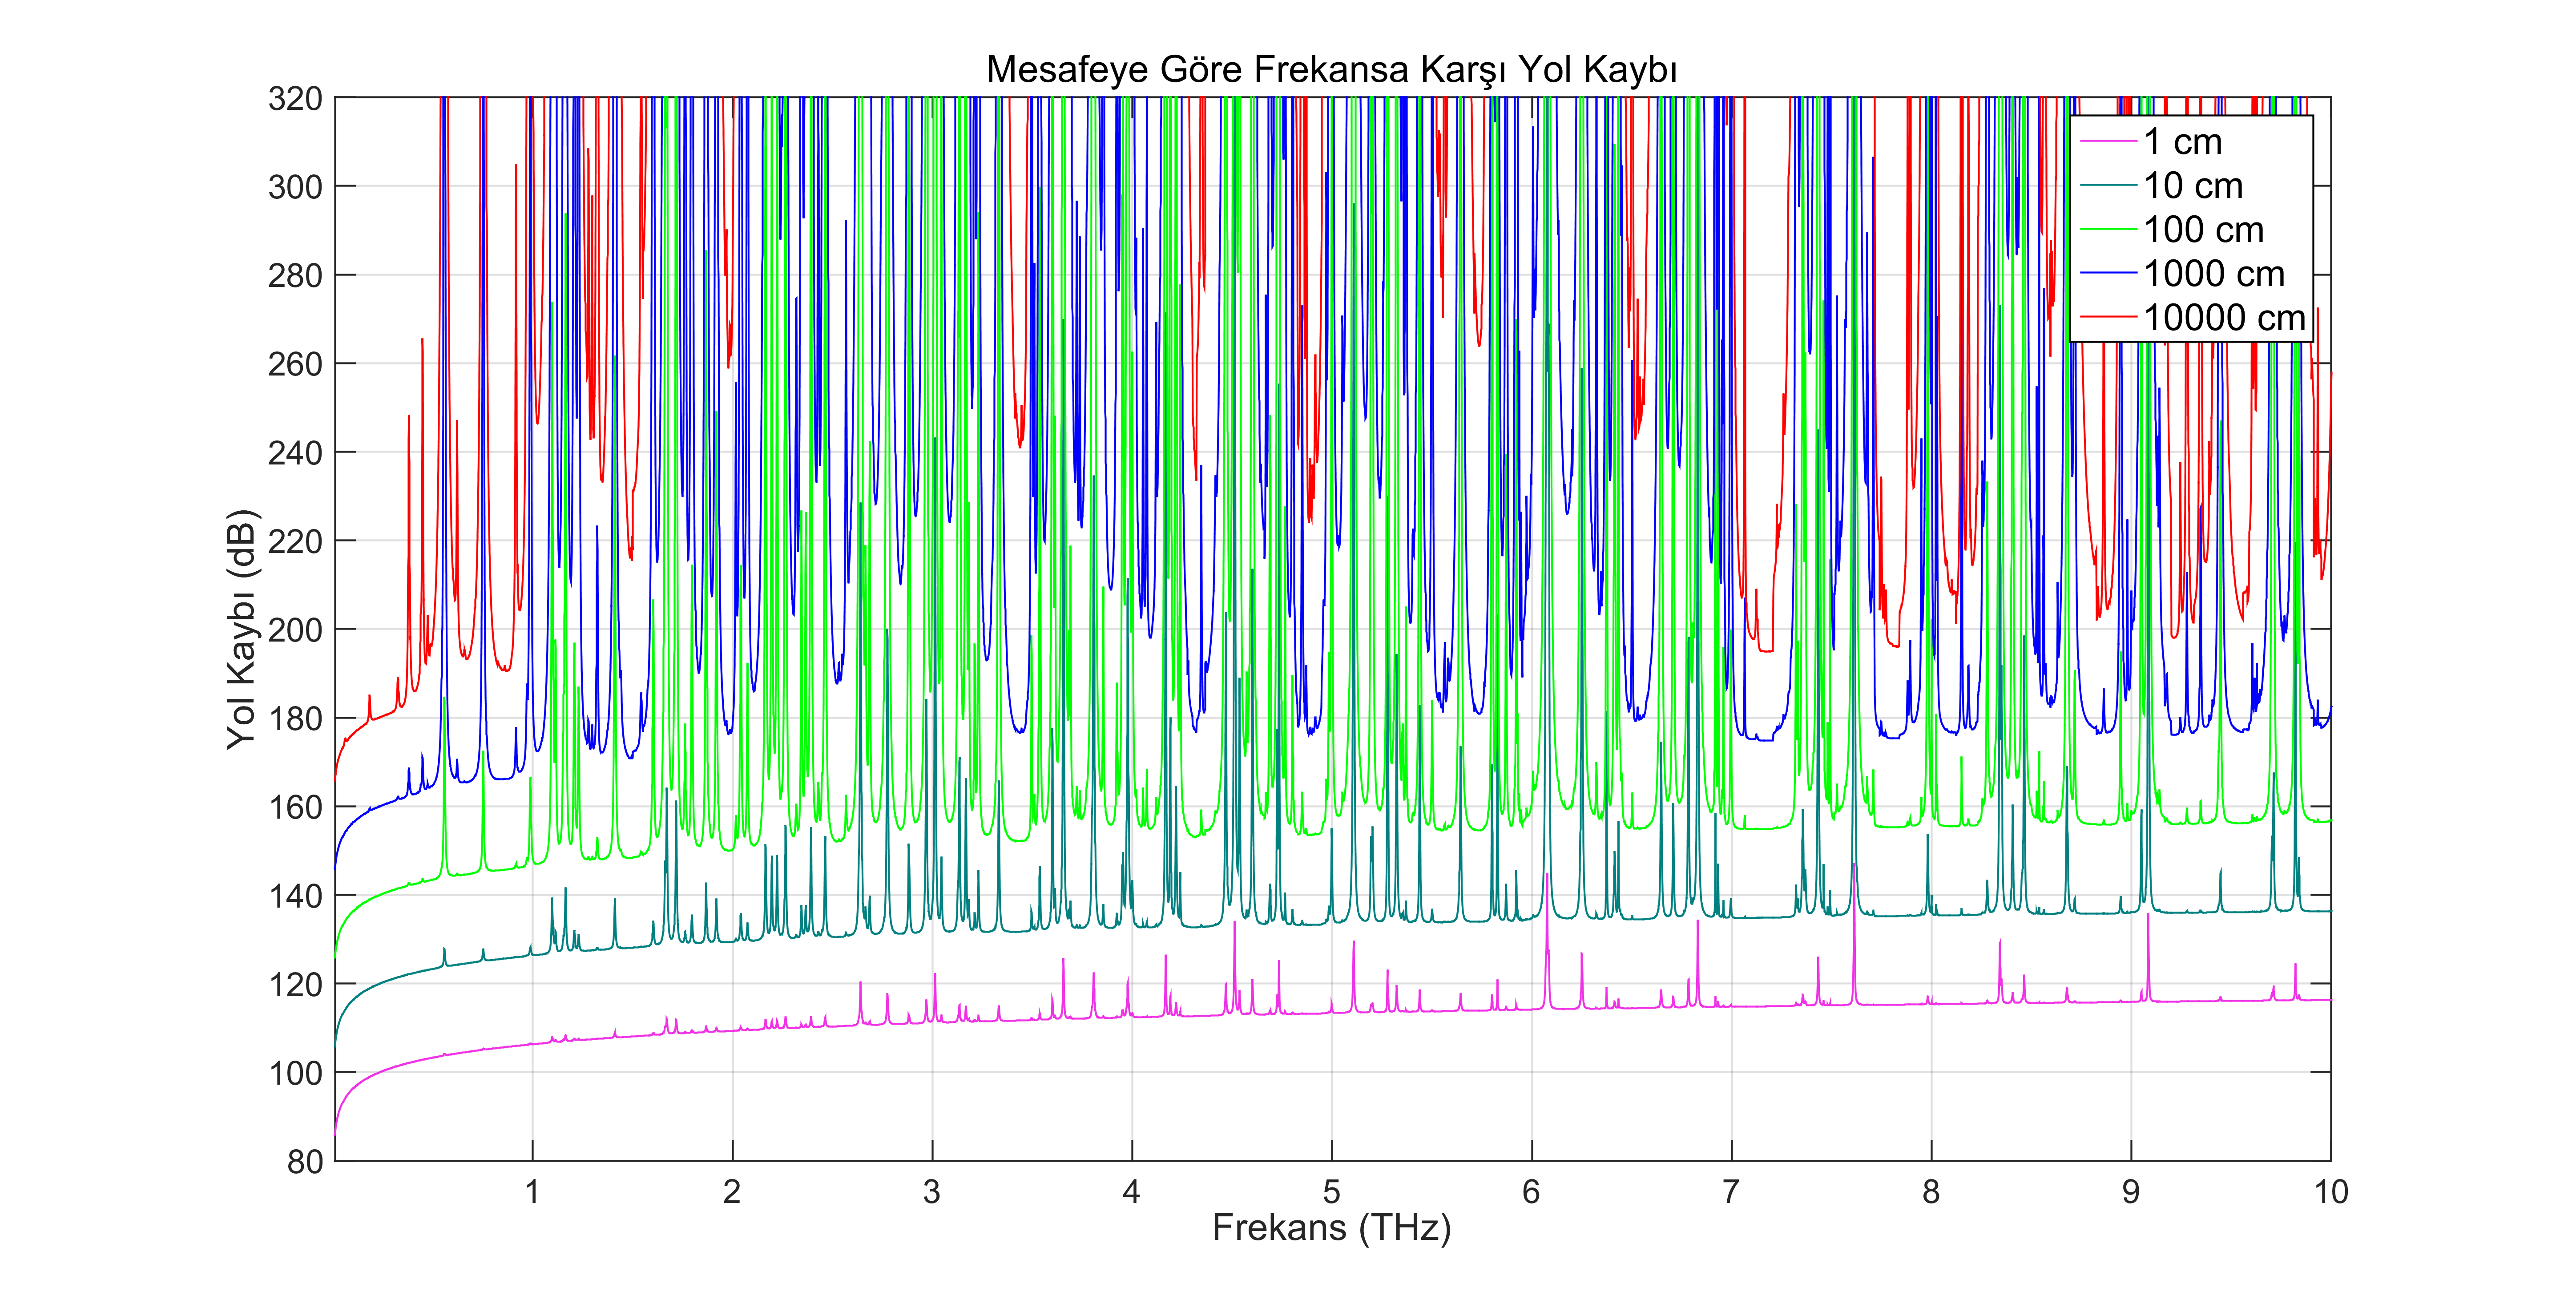 Mesafeye Göre Frekansa Karşı Yol Kaybı
320
300
280
260
240
220
200
180
160
140
120
100
80
Yol Kaybı (dB)
1 cm
10 cm
100 cm
1000 cm
10000 cm
1 2 3 4 5 6 7 8 9 10
Frekans (THz)